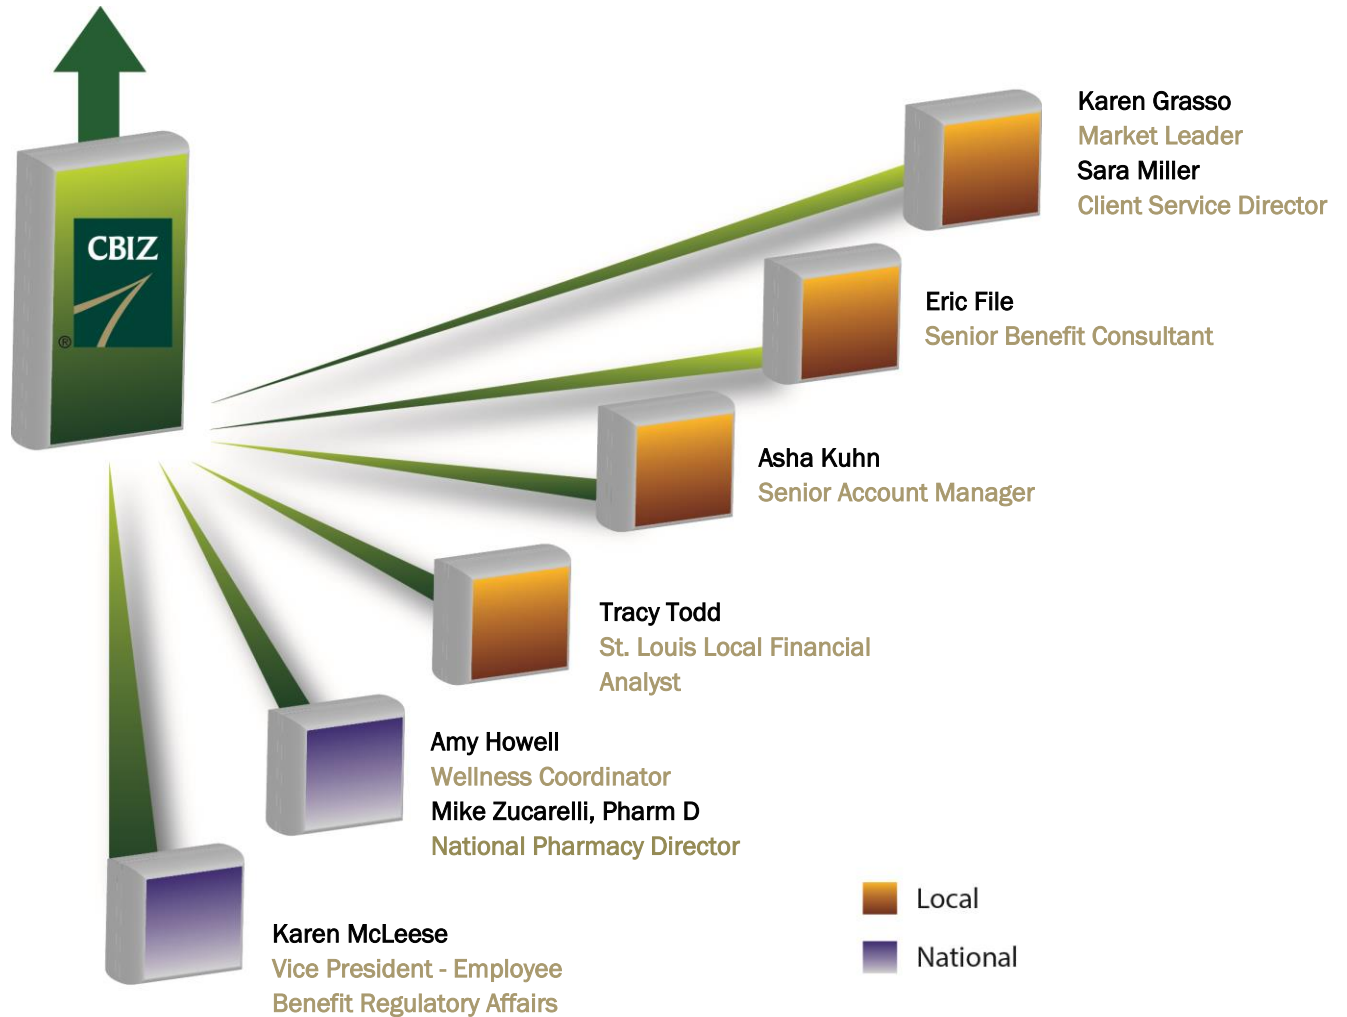 CBIZ
®
Karen Grasso
Market Leader
Sara Miller
Client Service Director
Eric File
Senior Benefit Consultant
Asha Kuhn
Senior Account Manager
Tracy Todd
St. Louis Local Financial
Analyst
Amy Howell
Wellness Coordinator
Mike Zucarelli, Pharm D
National Pharmacy Director
Karen McLeese
Vice President - Employee
Benefit Regulatory Affairs
Local
National